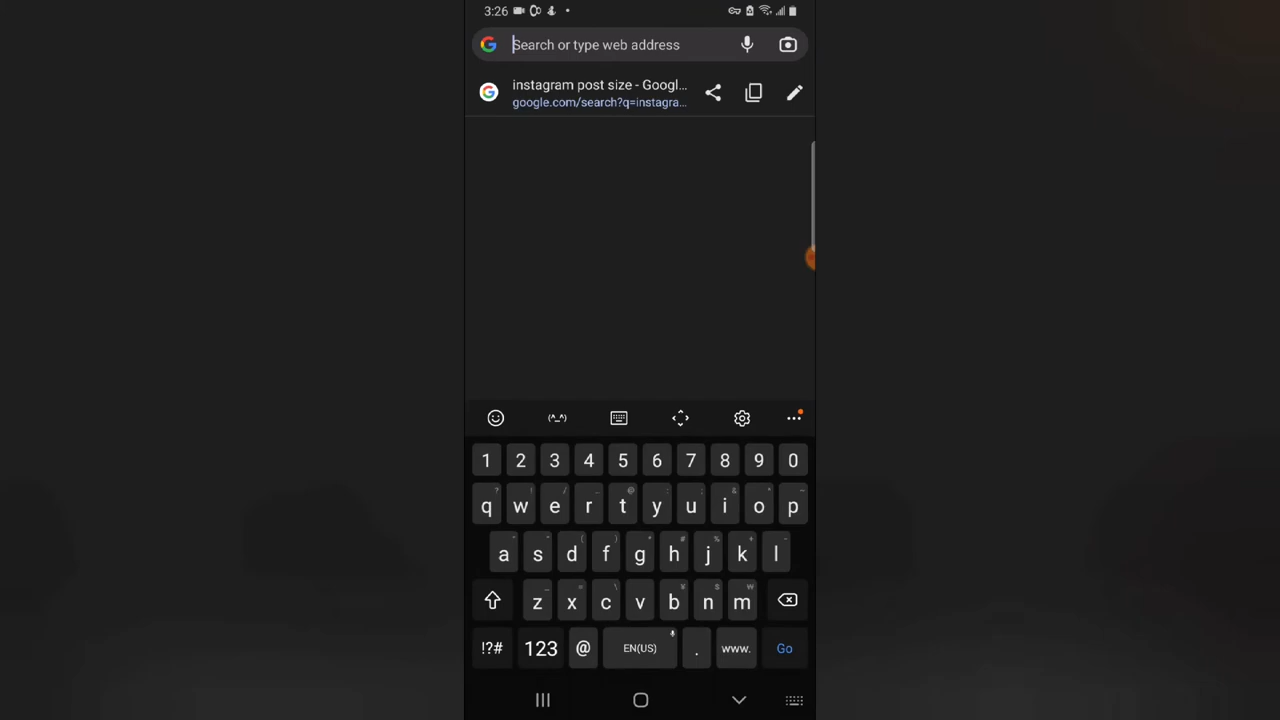 3:26
Search or type web address
instagram post size - Googl...
google.com/search?q=instagra...
(^_^)
1 2 3 4 5 6 7 8 9 0
q w e r t y u i o p
a s d f g h j k l
z x c v b n m
!?# 123 @ EN(US) . www. Go